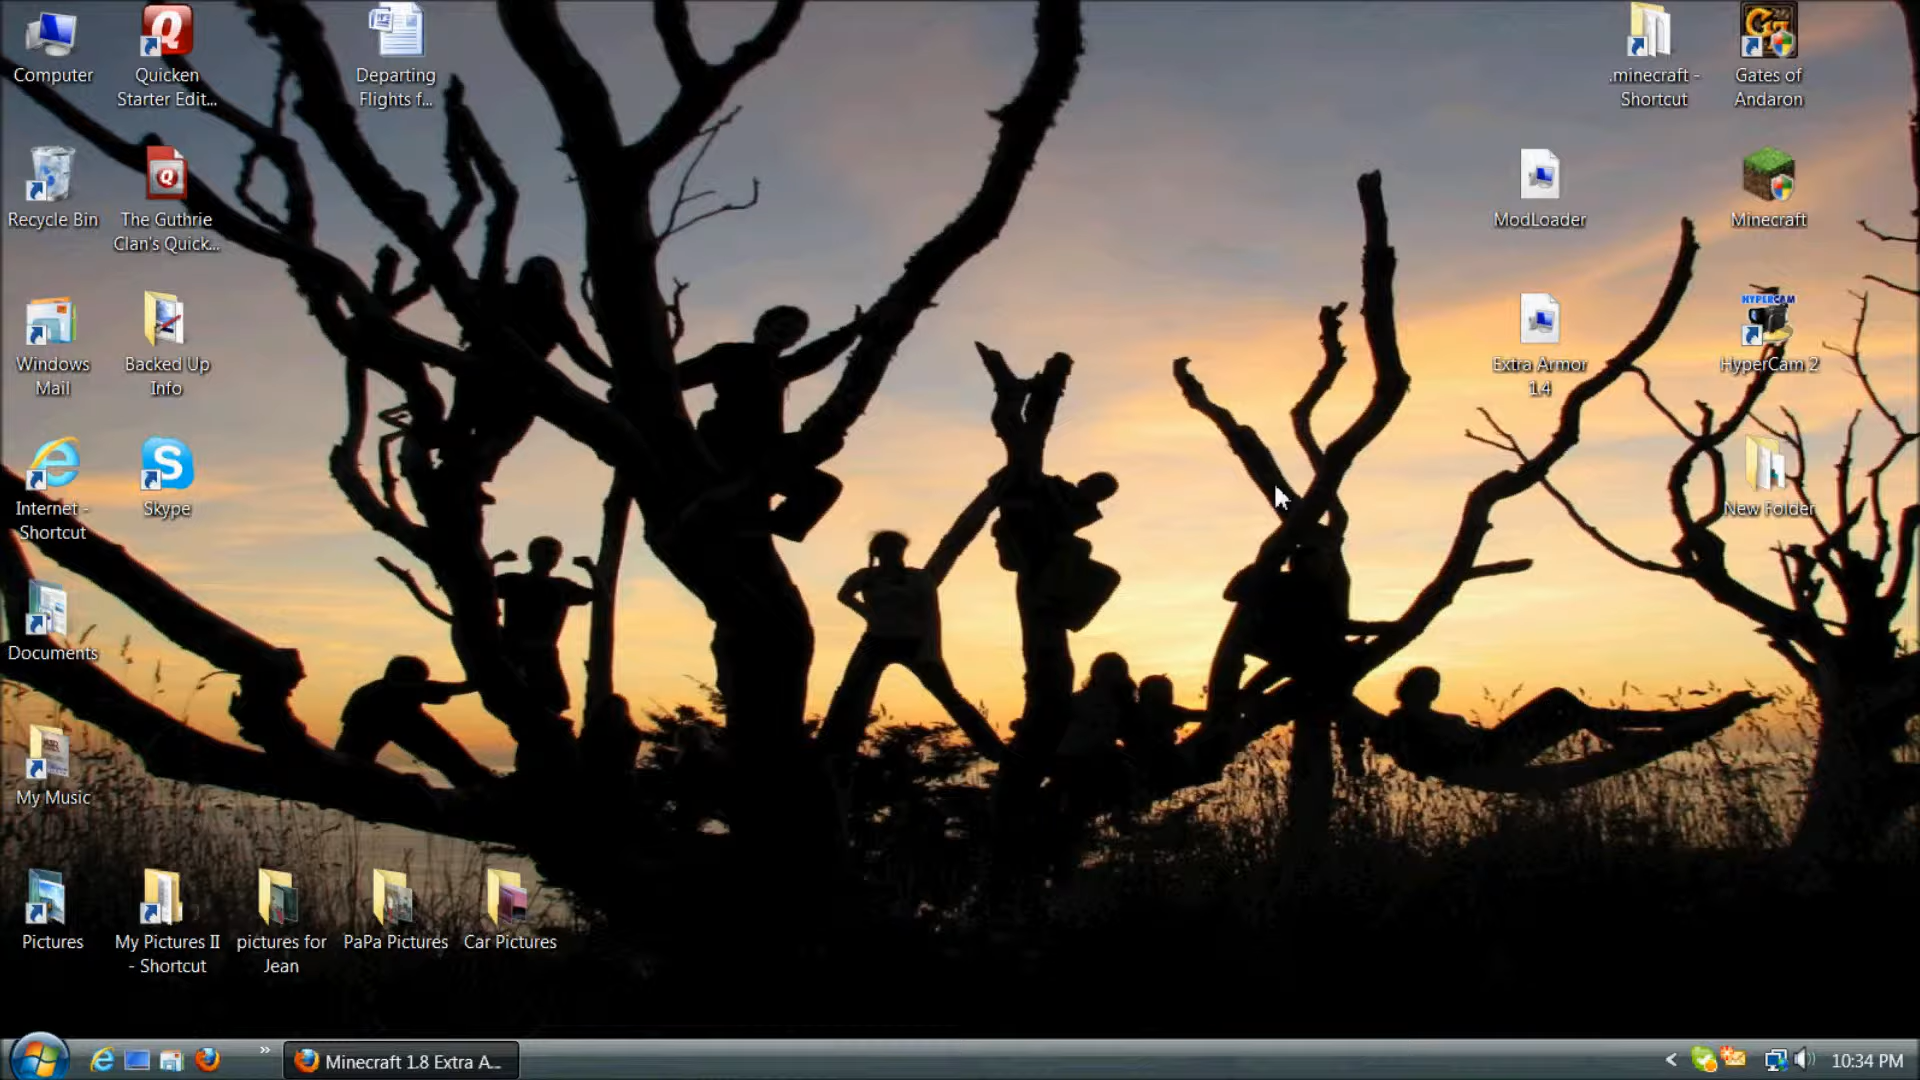 Computer
Quicken
Starter Edit...
Departing
Flights f...
.minecraft -
Shortcut
Gates of
Andaron
Recycle Bin
The Guthrie
Clan's Quick...
ModLoader
Minecraft
Windows
Mail
Backed Up
Info
Extra Armor
1.4
HYPERCAM
HyperCam 2
Internet -
Shortcut
Skype
New Folder
Documents
My Music
Pictures
My Pictures II
- Shortcut
pictures for
Jean
PaPa Pictures
Car Pictures
Minecraft 1.8 Extra A...
10:34 PM